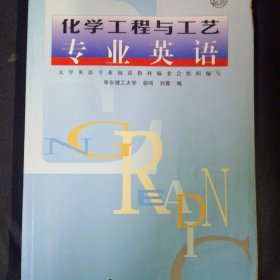 化学工程与工艺
专业英语
大学英语专业阅读教材编委会组织编写
华东理工大学 胡鸣 刘霞 编
ENG
READIN